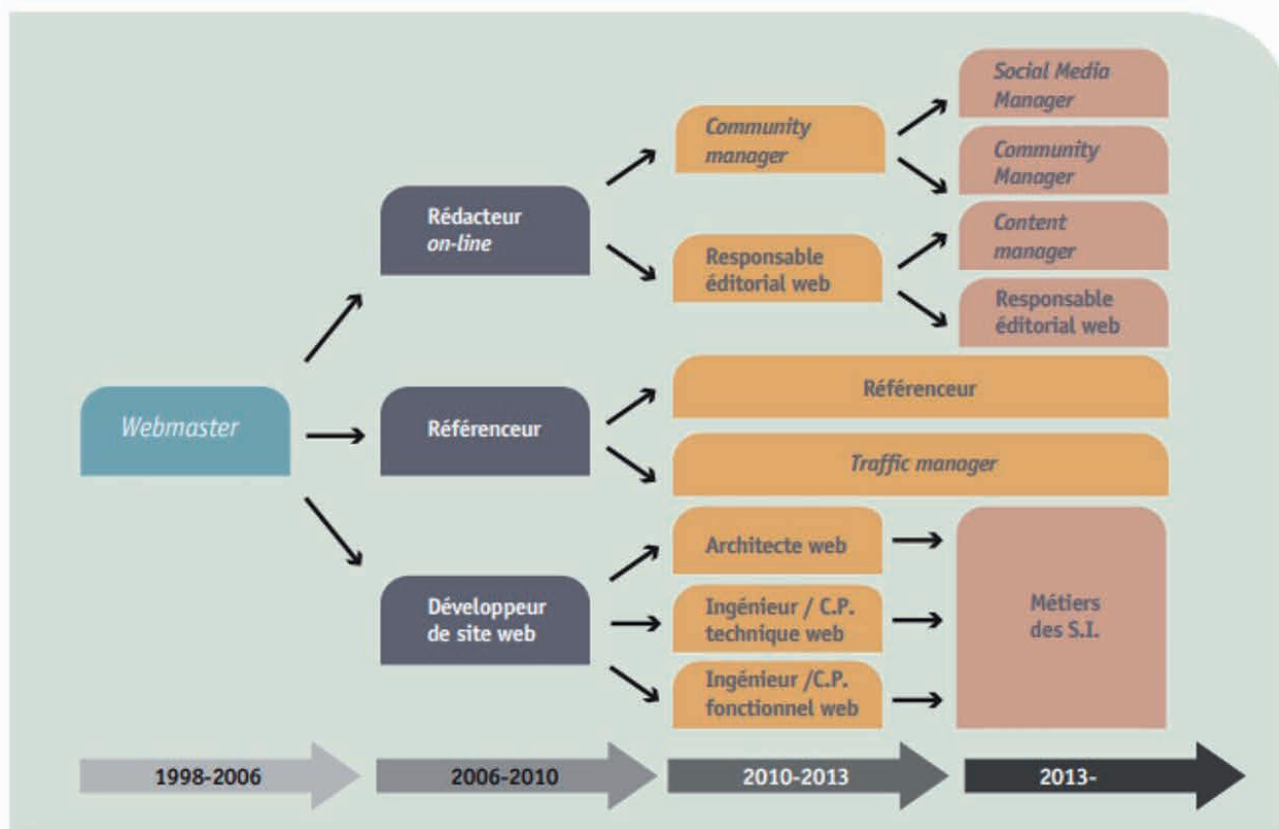 Social Media
Manager
Community
manager
Community
Manager
Rédacteur
on-line
Content
manager
Responsable
éditorial web
Responsable
éditorial web
Webmaster
Référenceur
Référenceur
Traffic manager
Développeur
de site web
Architecte web
Ingénieur / C.P.
technique web
Ingénieur /C.P.
fonctionnel web
Métiers
des S.I.
1998-2006
2006-2010
2010-2013
2013-